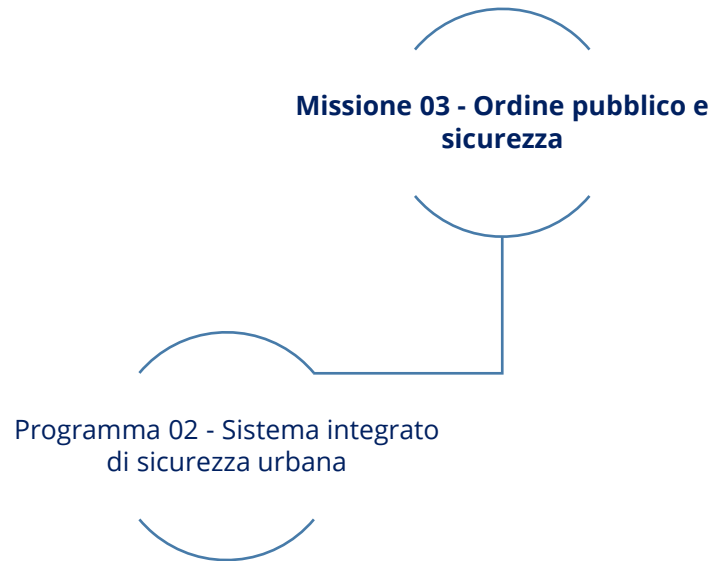 Missione 03 - Ordine pubblico e
sicurezza
Programma 02 - Sistema integrato
di sicurezza urbana